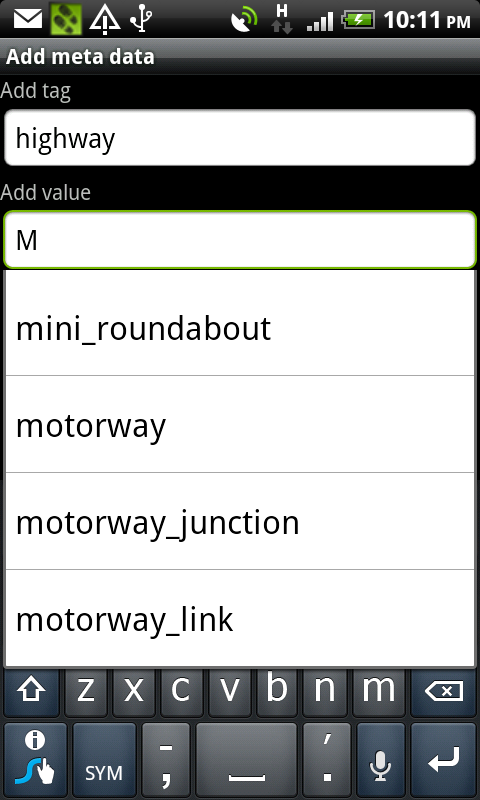 H
10:11 PM
Add meta data
Add tag
highway
Add value
M
mini_roundabout
motorway
motorway_junction
motorway_link
z x c v b n m
SYM - , ' .